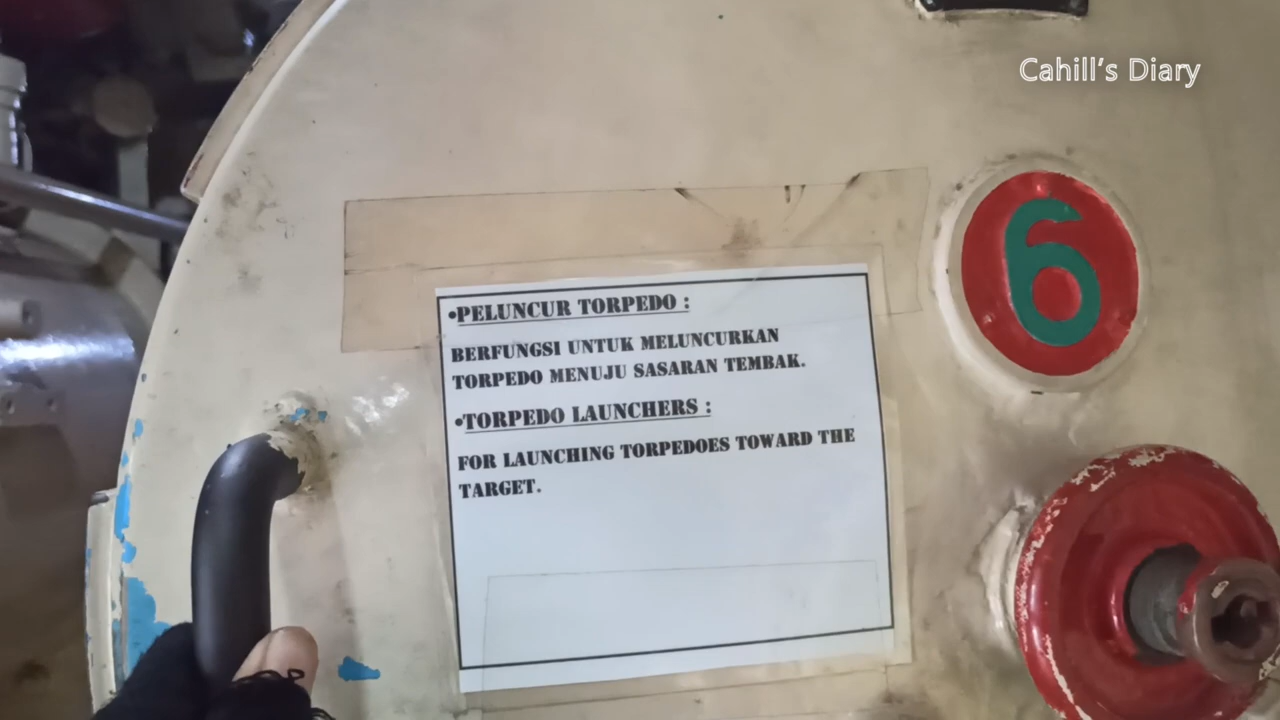 Cahill's Diary
6
•PELUNCUR TORPEDO :
BERFUNGSI UNTUK MELUNCURKAN
TORPEDO MENUJU SASARAN TEMBAK.
•TORPEDO LAUNCHERS :
FOR LAUNCHING TORPEDOES TOWARD THE
TARGET.